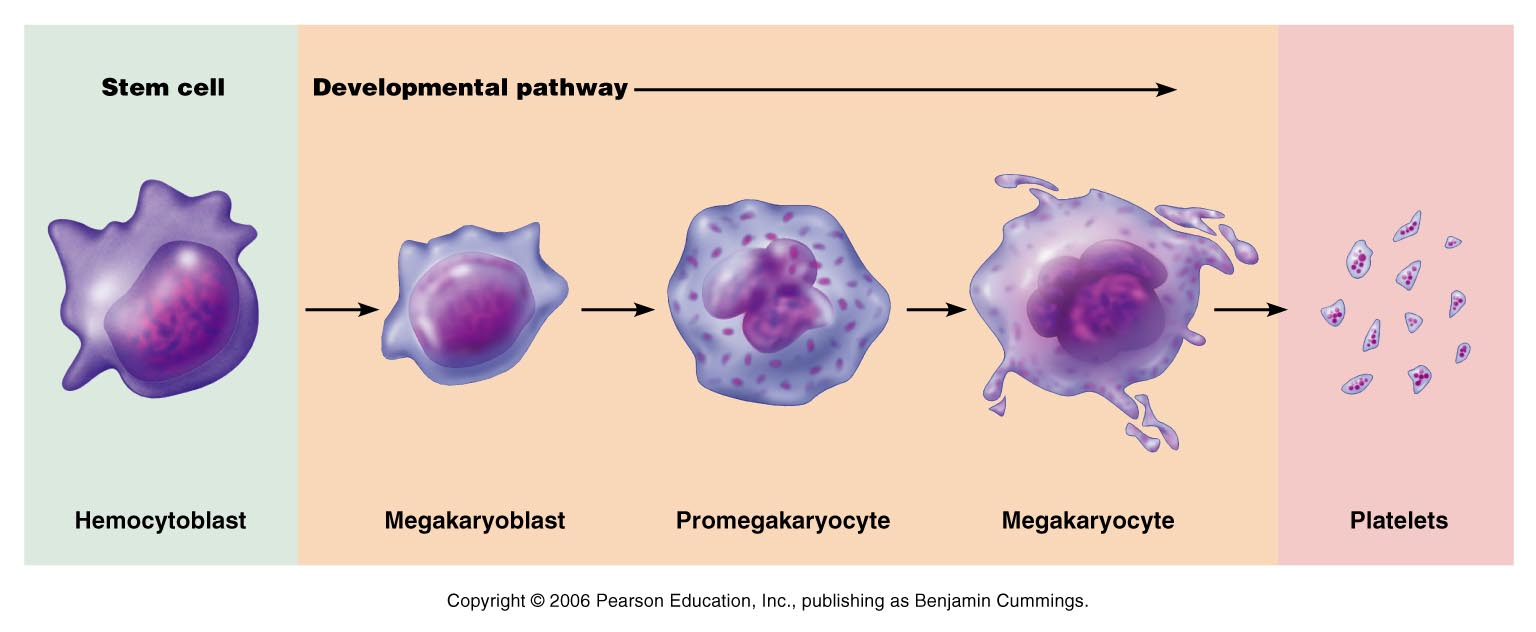 Stem cell
Developmental pathway
Hemocytoblast
Megakaryoblast
Promegakaryocyte
Megakaryocyte
Platelets
Copyright © 2006 Pearson Education, Inc., publishing as Benjamin Cummings.